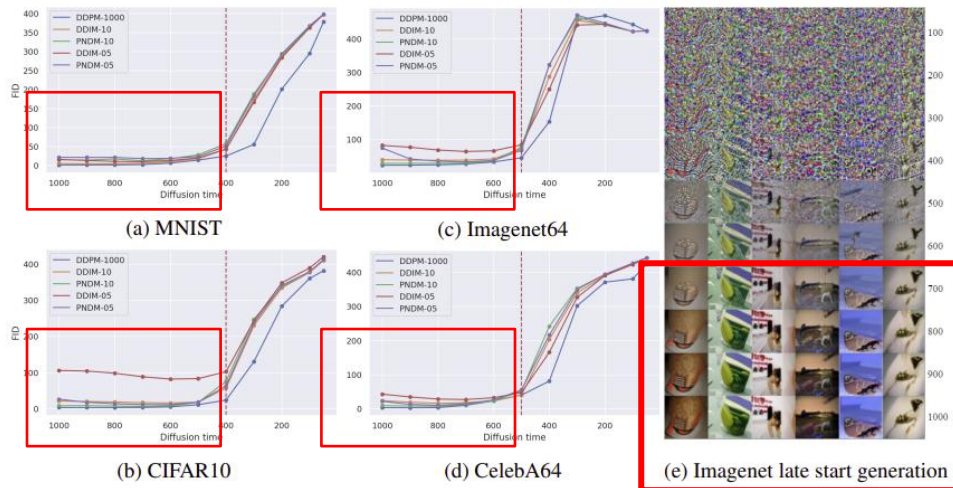 DDPM-1000
DDIM-10
PNDM-10
DDIM-05
PNDM-05
FID
400
350
300
250
200
150
100
50
0
1000 800 600 400 200
Diffusion time
(a) MNIST
DDPM-1000
DDIM-10
PNDM-10
DDIM-05
PNDM-05
400
300
200
100
1000 800 600 400 200
Diffusion time
(c) Imagenet64
DDPM-1000
DDIM-10
PNDM-10
DDIM-05
PNDM-05
FID
400
300
200
100
0
1000 800 600 400 200
Diffusion time
(b) CIFAR10
DDPM-1000
DDIM-10
PNDM-10
DDIM-05
PNDM-05
400
300
200
100
0
1000 800 600 400 200
Diffusion time
(d) CelebA64
100
200
300
400
500
600
700
800
900
1000
(e) Imagenet late start generation